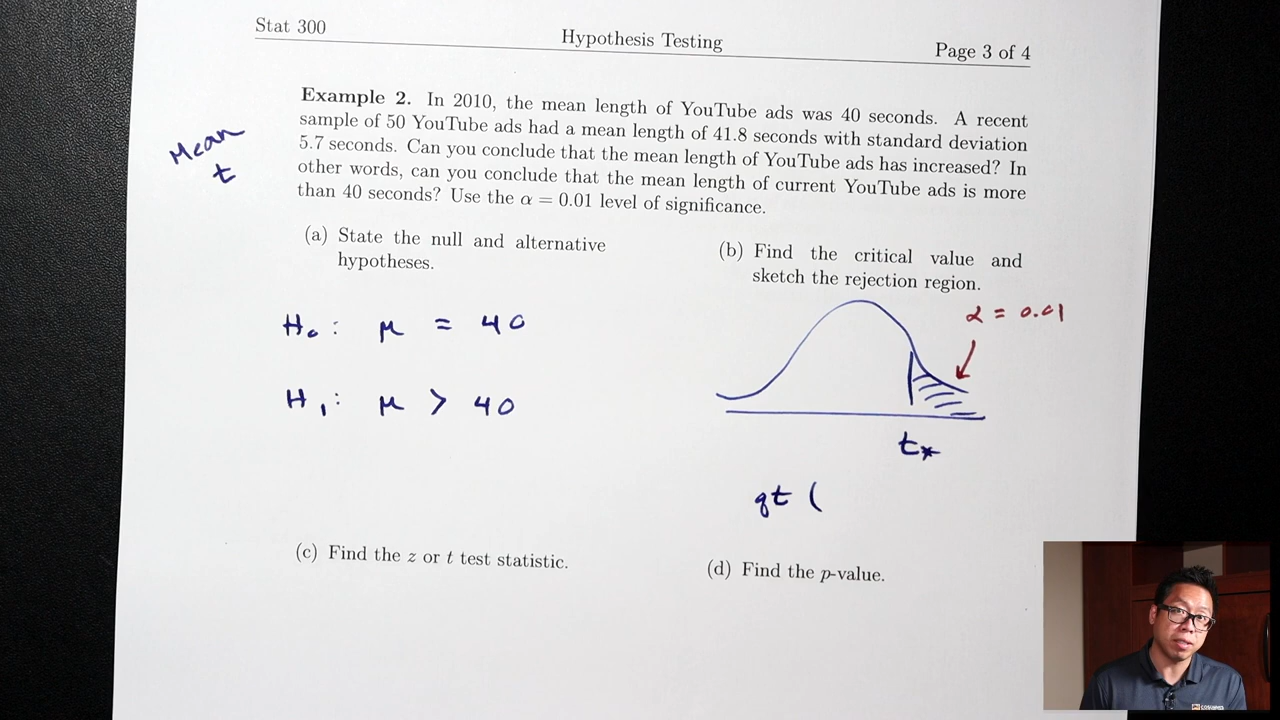 Stat 300
Hypothesis Testing
Page 3 of 4
Mean
t
Example 2. In 2010, the mean length of YouTube ads was 40 seconds. A recent
sample of 50 YouTube ads had a mean length of 41.8 seconds with standard deviation
5.7 seconds. Can you conclude that the mean length of YouTube ads has increased? In
other words, can you conclude that the mean length of current YouTube ads is more
than 40 seconds? Use the α = 0.01 level of significance.
(a) State the null and alternative
hypotheses.
H₀: μ = 40
H₁: μ > 40
(b) Find the critical value and
sketch the rejection region.
α = 0.01
t*
qt (
(c) Find the z or t test statistic.
(d) Find the p-value.